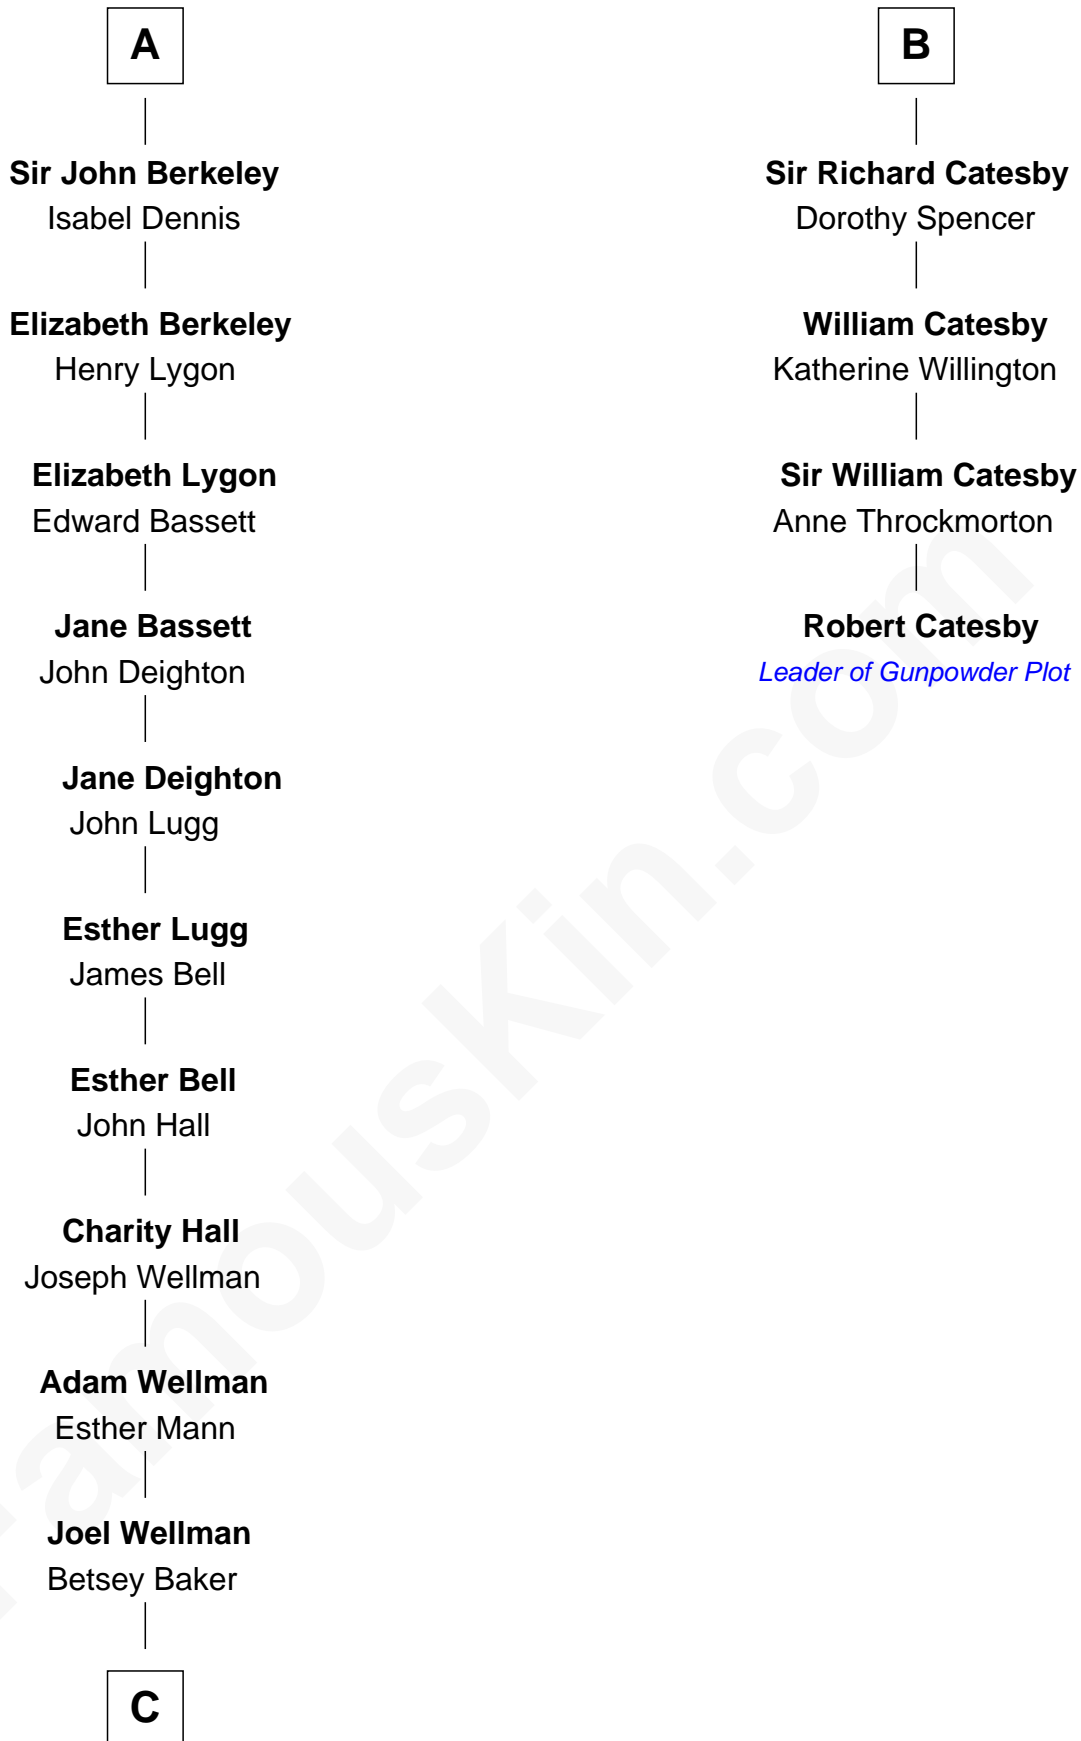 A
Sir John Berkeley
Isabel Dennis
Elizabeth Berkeley
Henry Lygon
Elizabeth Lygon
Edward Bassett
Jane Bassett
John Deighton
Jane Deighton
John Lugg
Esther Lugg
James Bell
Esther Bell
John Hall
Charity Hall
Joseph Wellman
Adam Wellman
Esther Mann
Joel Wellman
Betsey Baker
C
B
Sir Richard Catesby
Dorothy Spencer
William Catesby
Katherine Willington
Sir William Catesby
Anne Throckmorton
Robert Catesby
Leader of Gunpowder Plot
FamousKin.com